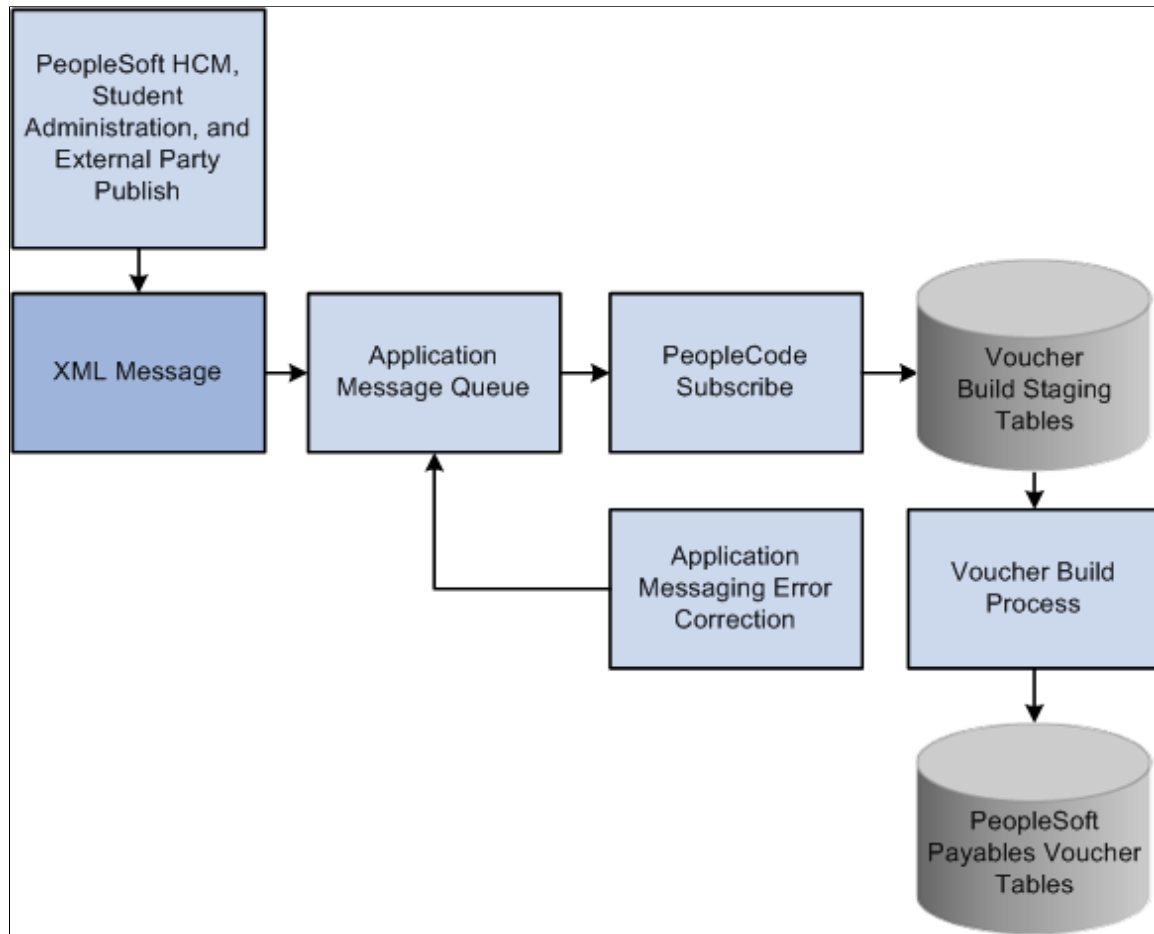 PeopleSoft HCM,
Student
Administration, and
External Party
Publish
XML Message
Application
Message Queue
PeopleCode
Subscribe
Voucher
Build Staging
Tables
Application
Messaging Error
Correction
Voucher Build
Process
PeopleSoft
Payables Voucher
Tables